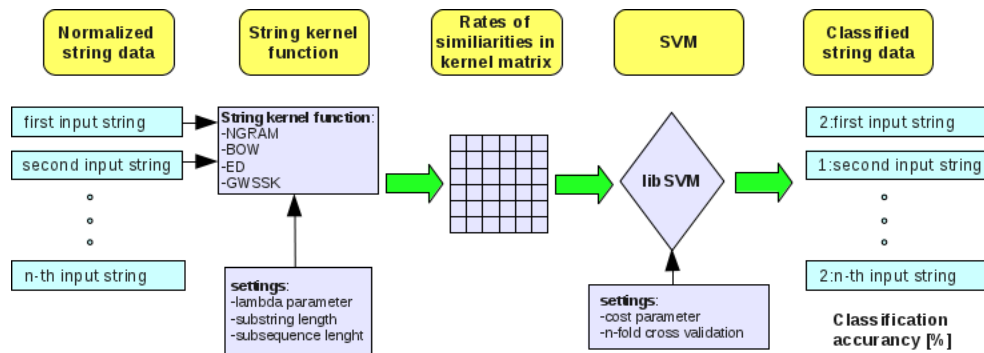 Normalized
string data
String kernel
function
Rates of
similiarities in
kernel matrix
SVM
Classified
string data
first input string
second input string
n-th input string
String kernel function:
-NGRAM
-BOW
-ED
-GWSSK
settings:
-lambda parameter
-substring length
-subsequence lenght
lib SVM
settings:
-cost parameter
-n-fold cross validation
2:first input string
1:second input string
2:n-th input string
Classification
accurancy [%]